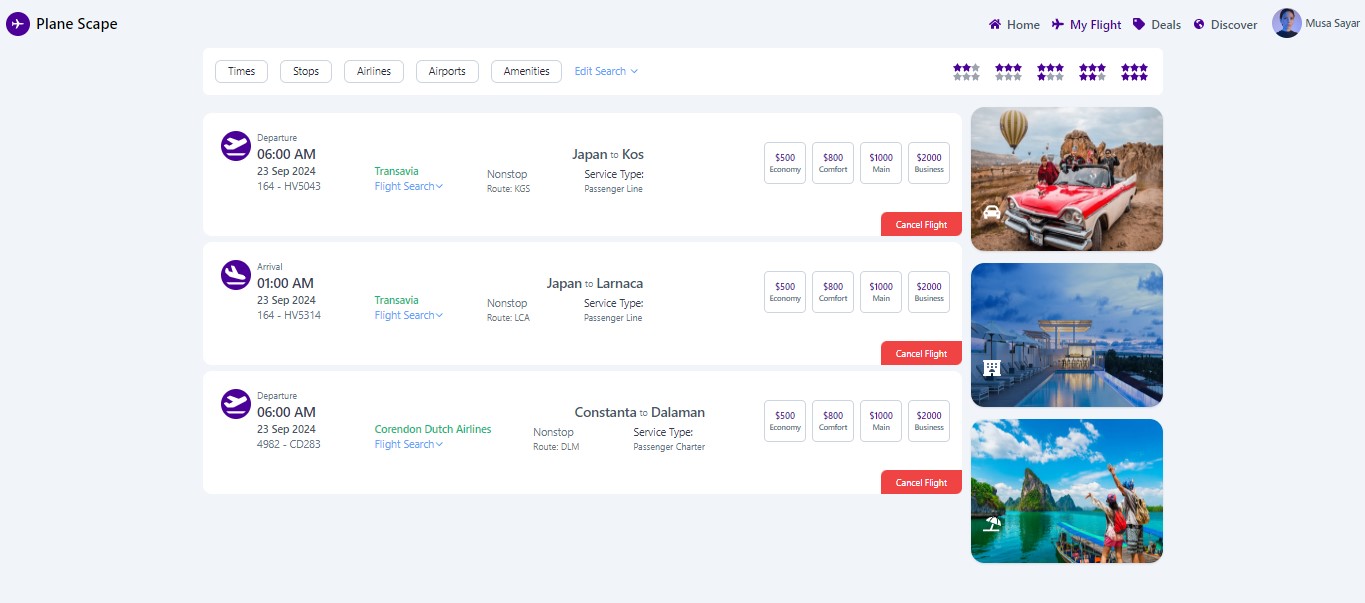 Plane Scape
Home
My Flight
Deals
Discover
Musa Sayar
Times
Stops
Airlines
Airports
Amenities
Edit Search
Departure
06:00 AM
23 Sep 2024
164 - HV5043
Transavia
Flight Search
Nonstop
Route: KGS
Japan to Kos
Service Type:
Passenger Line
$500
Economy
$800
Comfort
$1000
Main
$2000
Business
Cancel Flight
Arrival
01:00 AM
23 Sep 2024
164 - HV5314
Transavia
Flight Search
Nonstop
Route: LCA
Japan to Larnaca
Service Type:
Passenger Line
$500
Economy
$800
Comfort
$1000
Main
$2000
Business
Cancel Flight
Departure
06:00 AM
23 Sep 2024
4982 - CD283
Corendon Dutch Airlines
Flight Search
Nonstop
Route: DLM
Constanta to Dalaman
Service Type:
Passenger Charter
$500
Economy
$800
Comfort
$1000
Main
$2000
Business
Cancel Flight